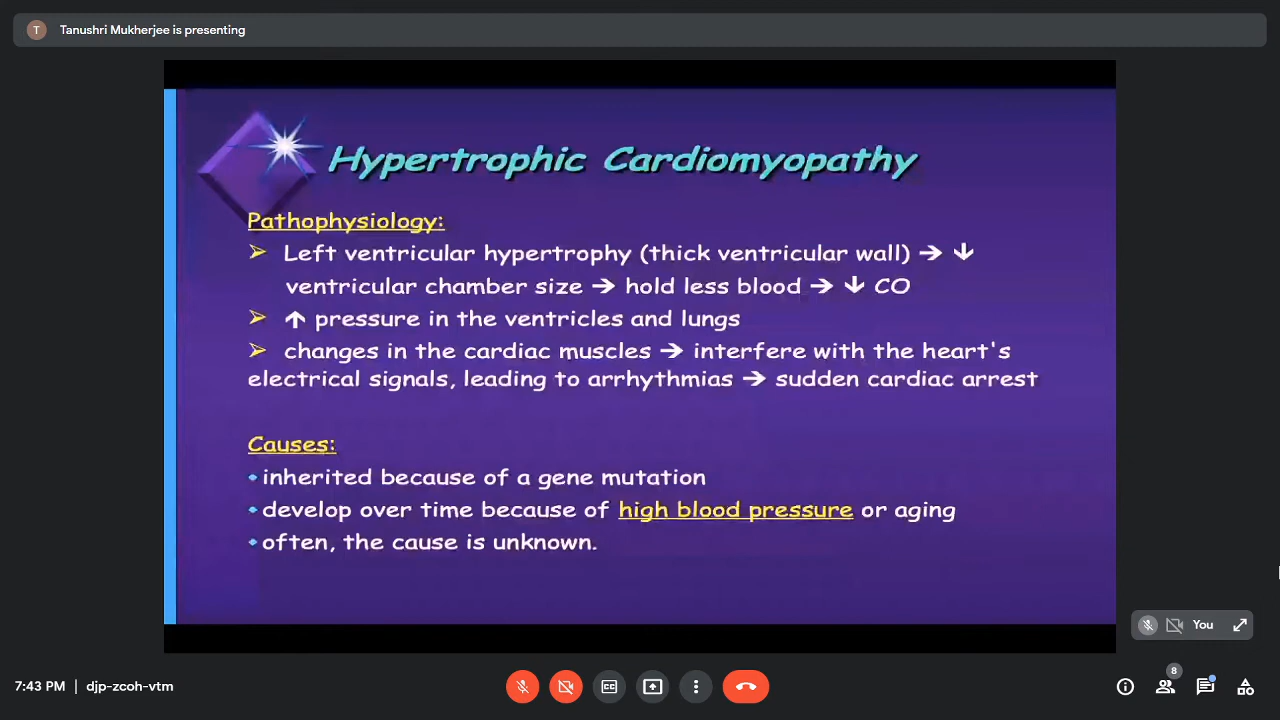 T Tanushri Mukherjee is presenting
Hypertrophic Cardiomyopathy
Pathophysiology:
➢ Left ventricular hypertrophy (thick ventricular wall) → ↓
ventricular chamber size → hold less blood → ↓ CO
➢ ↑ pressure in the ventricles and lungs
➢ changes in the cardiac muscles → interfere with the heart's
electrical signals, leading to arrhythmias → sudden cardiac arrest
Causes:
• inherited because of a gene mutation
• develop over time because of high blood pressure or aging
• often, the cause is unknown.
You
7:43 PM | djp-zcoh-vtm
CC
8